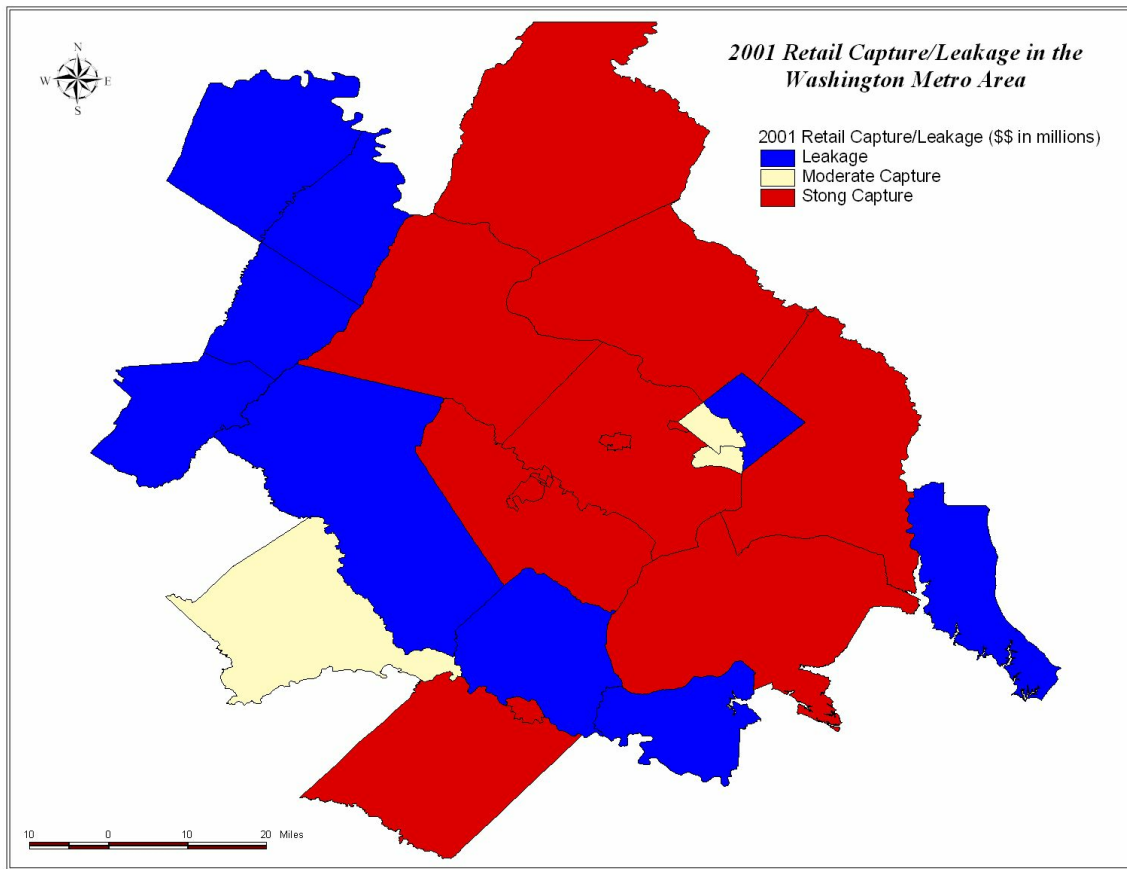 2001 Retail Capture/Leakage in the
Washington Metro Area
N
W E
S
2001 Retail Capture/Leakage ($$ in millions)
Leakage
Moderate Capture
Stong Capture
10 0 10 20 Miles